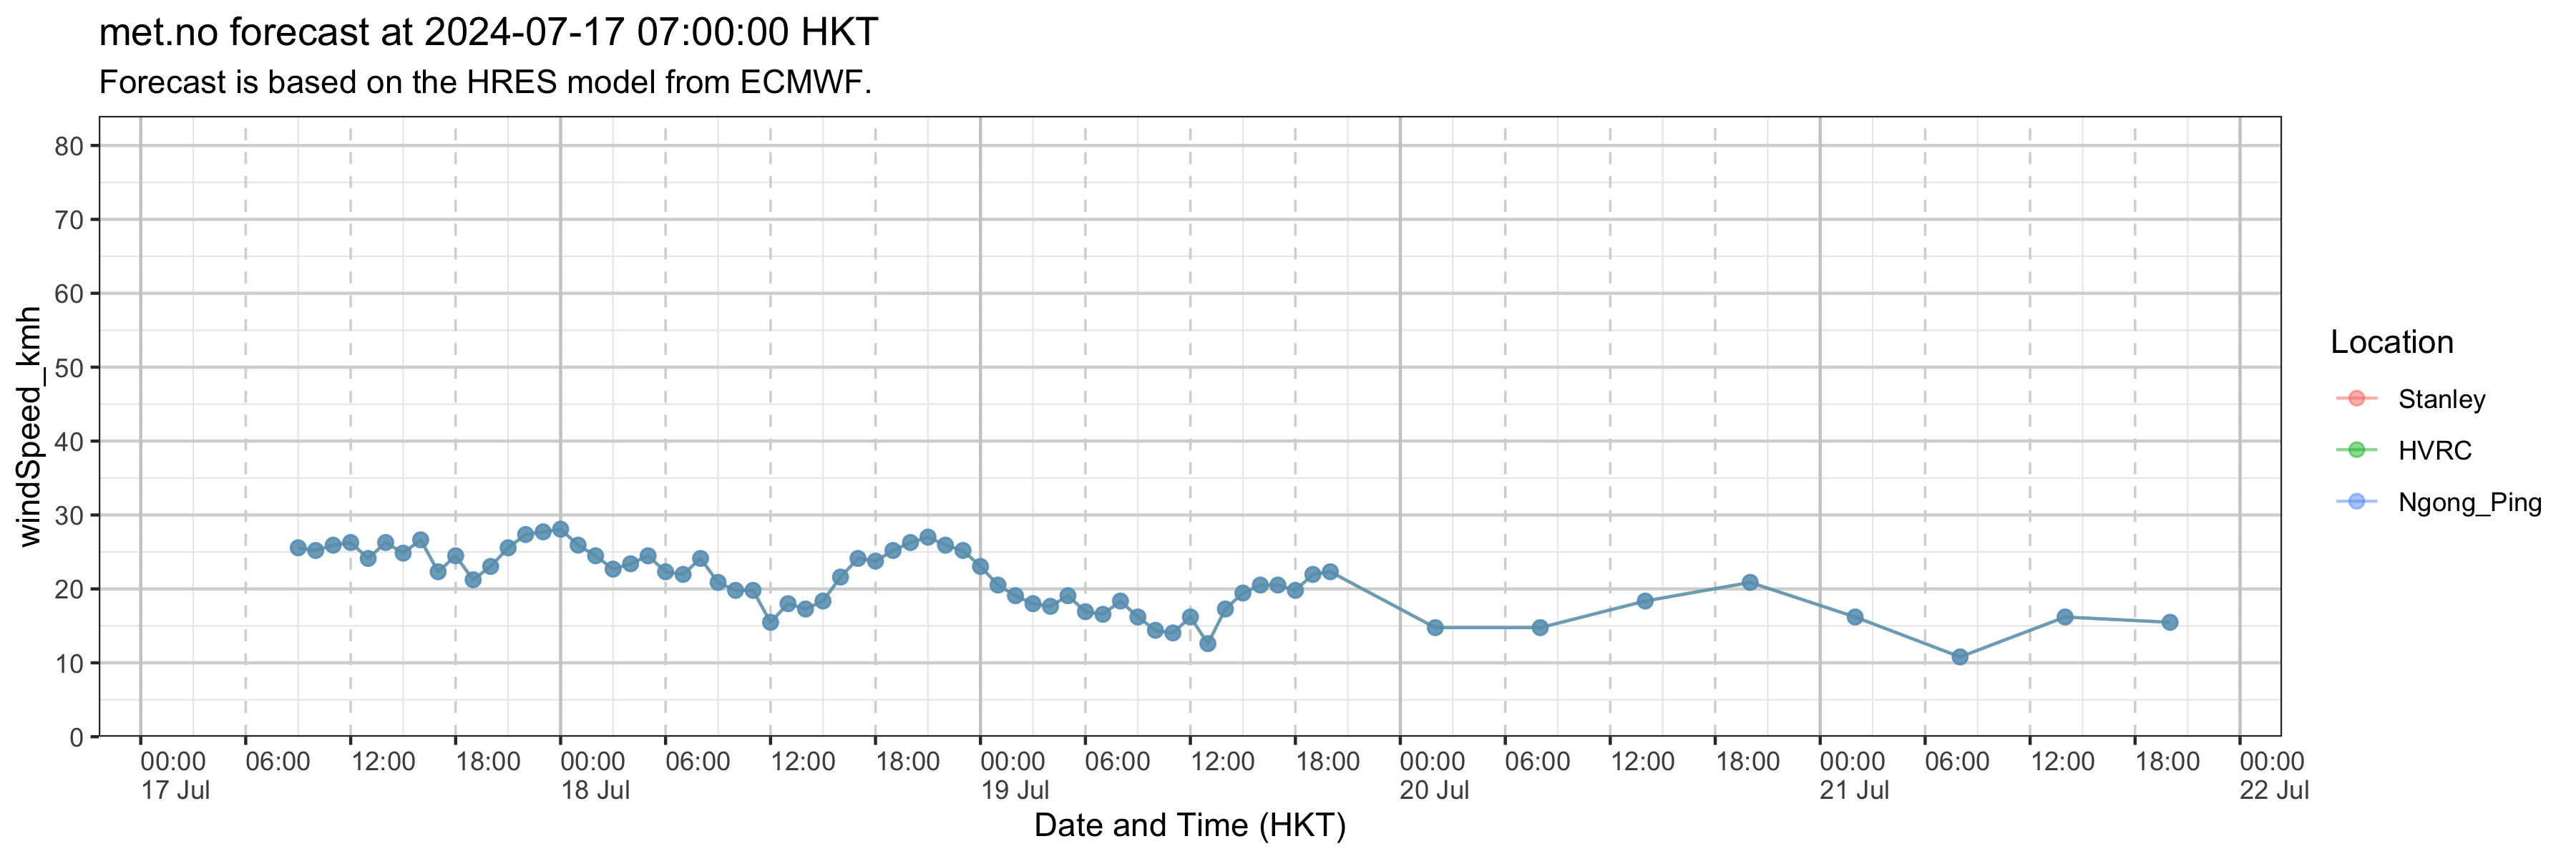 met.no forecast at 2024-07-17 07:00:00 HKT
Forecast is based on the HRES model from ECMWF.
windSpeed_kmh
80
70
60
50
40
30
20
10
0
00:00 06:00 12:00 18:00 00:00 06:00 12:00 18:00 00:00 06:00 12:00 18:00 00:00 06:00 12:00 18:00 00:00 06:00 12:00 18:00 00:00
17 Jul 18 Jul 19 Jul 20 Jul 21 Jul 22 Jul
Date and Time (HKT)
Location
Stanley
HVRC
Ngong_Ping